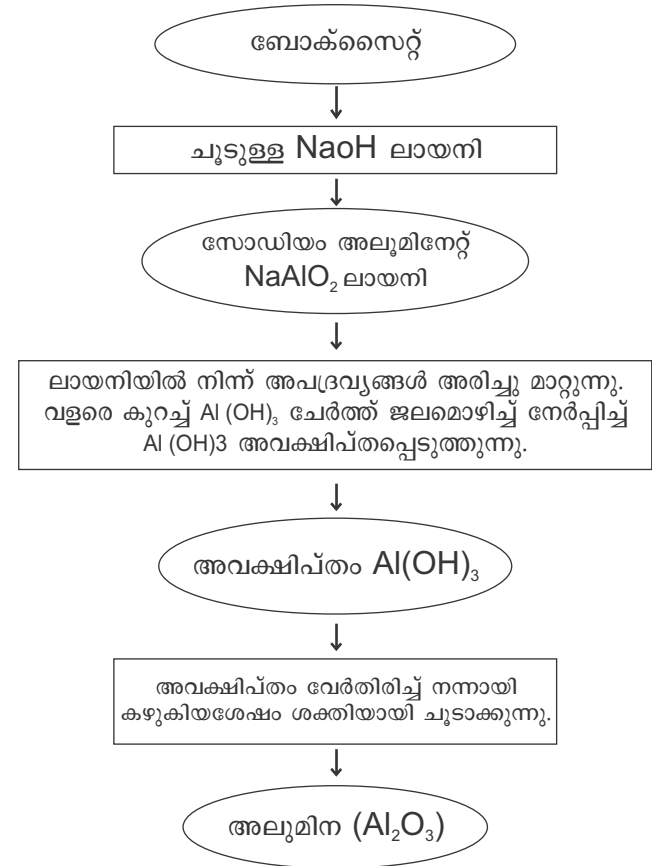 ബോക്സൈറ്റ്
ചൂടുള്ള NaoH ലായനി
സോഡിയം അലൂമിനേറ്റ്
NaAlO₂ ലായനി
ലായനിയിൽ നിന്ന് അപദ്രവ്യങ്ങൾ അരിച്ചു മാറ്റുന്നു.
വളരെ കുറച്ച് Al (OH)₃ ചേർത്ത് ജലമൊഴിച്ച് നേർപ്പിച്ച്
Al (OH)3 അവക്ഷിപ്തപ്പെടുത്തുന്നു.
അവക്ഷിപ്തം Al(OH)₃
അവക്ഷിപ്തം വേർതിരിച്ച് നന്നായി
കഴുകിയശേഷം ശക്തിയായി ചൂടാക്കുന്നു.
അലുമിന (Al₂O₃)